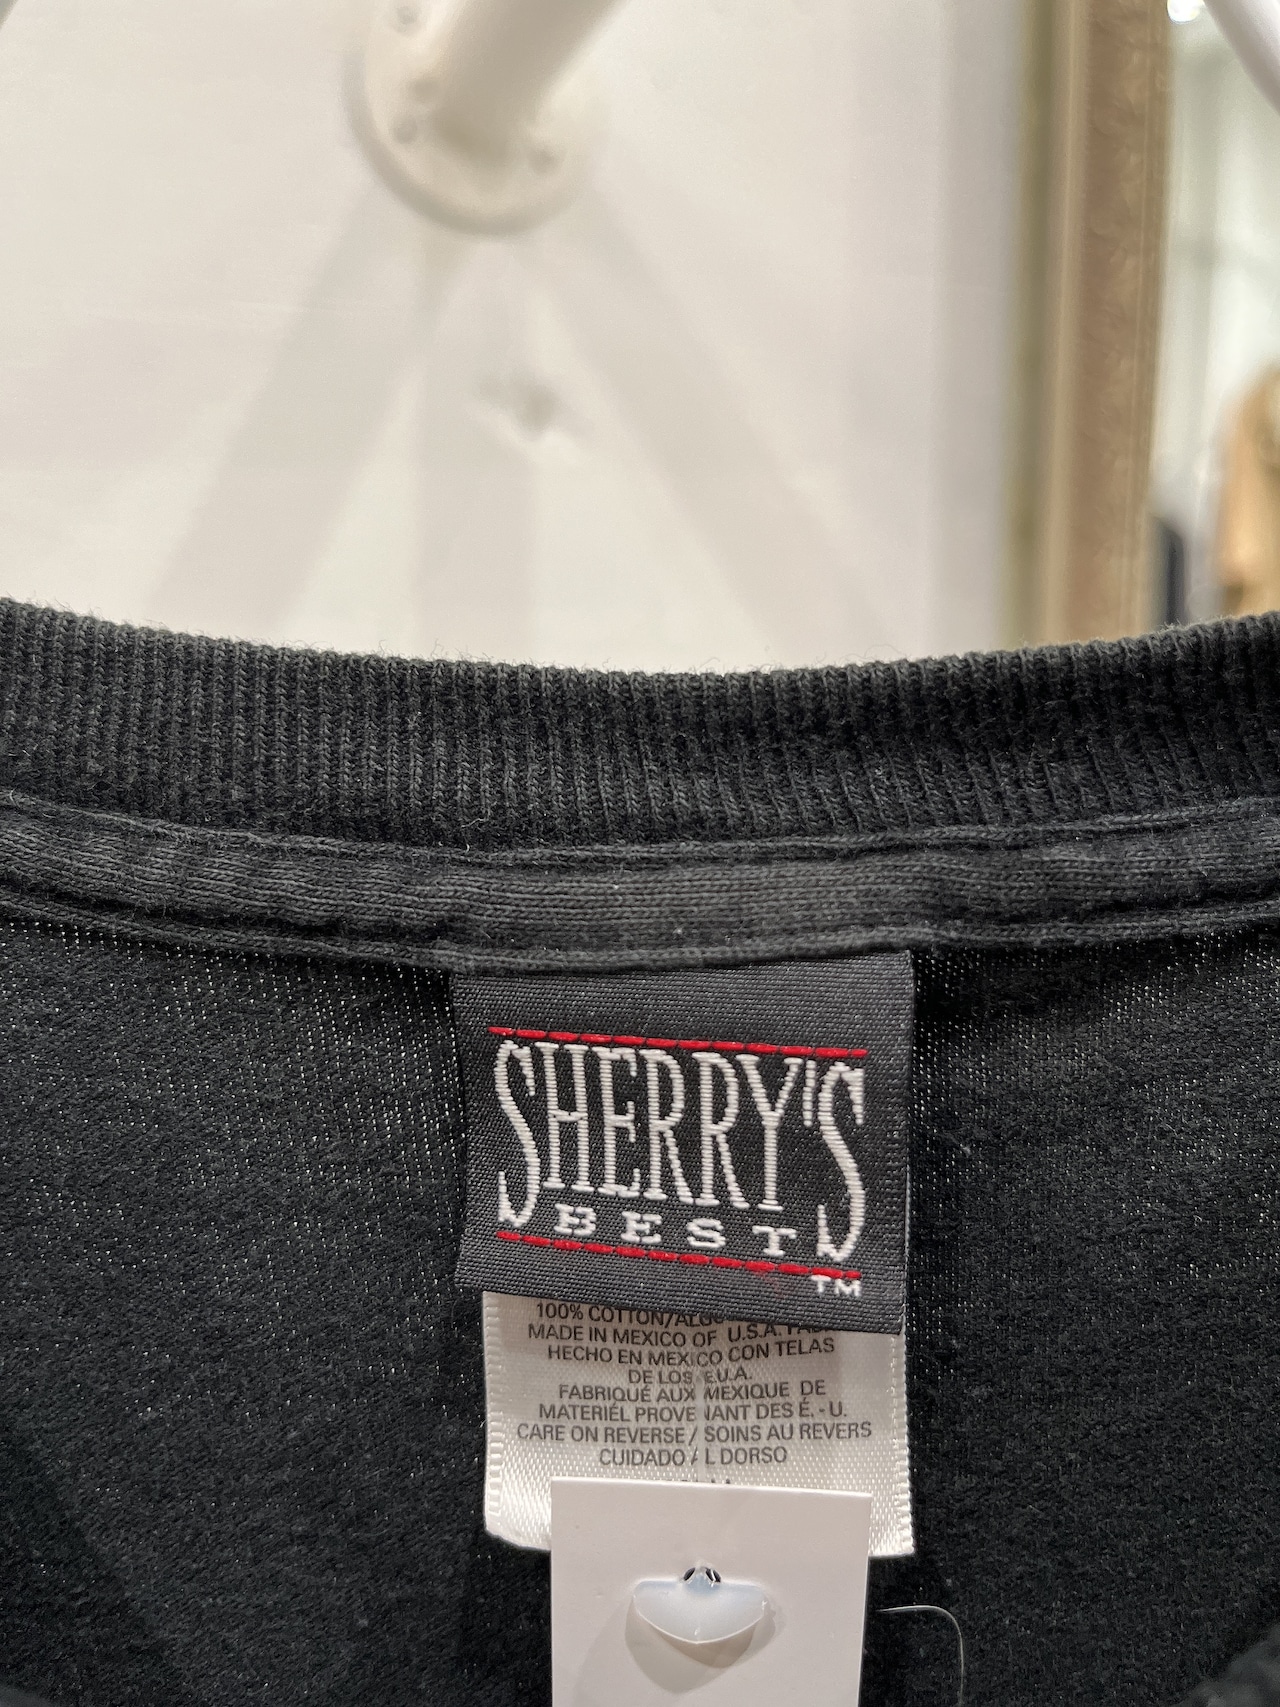 SHERRY'S
BEST
TM
100% COTTON/
MADE IN MEXICO OF U.S.A.
HECHO EN MEXICO CON TELAS
DE LOS E.U.A.
FABRIQUÉ AUX MEXIQUE DE
MATERIÉL PROVENANT DES É.-U.
CARE ON REVERSE / SOINS AU REVERS
CUIDADO AL DORSO